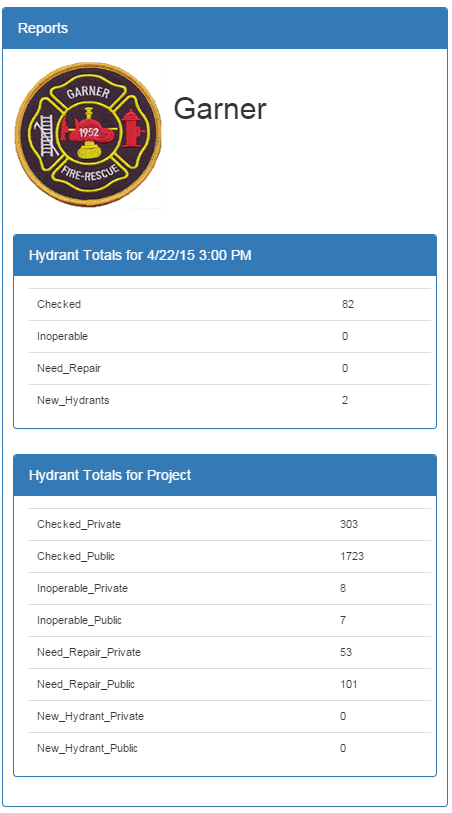 Reports
GARNER
1952
FIRE-RESCUE
Garner
Hydrant Totals for 4/22/15 3:00 PM
Checked 82
Inoperable 0
Need_Repair 0
New_Hydrants 2
Hydrant Totals for Project
Checked_Private 303
Checked_Public 1723
Inoperable_Private 8
Inoperable_Public 7
Need_Repair_Private 53
Need_Repair_Public 101
New_Hydrant_Private 0
New_Hydrant_Public 0